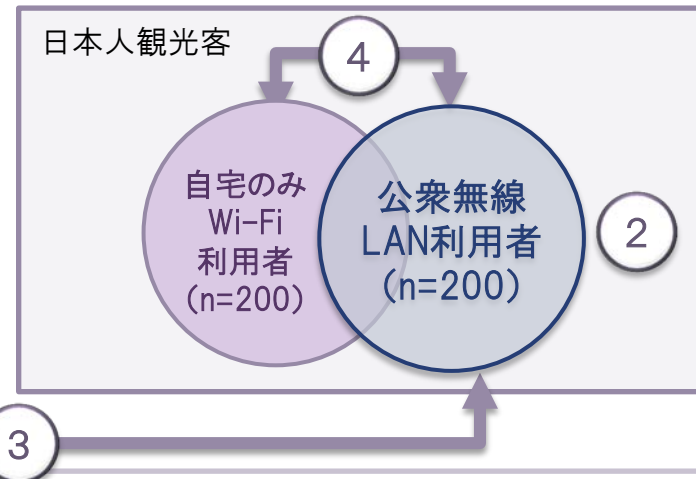 日本人観光客
4
自宅のみ
Wi-Fi
利用者
(n=200)
公衆無線
LAN利用者
(n=200)
2
3